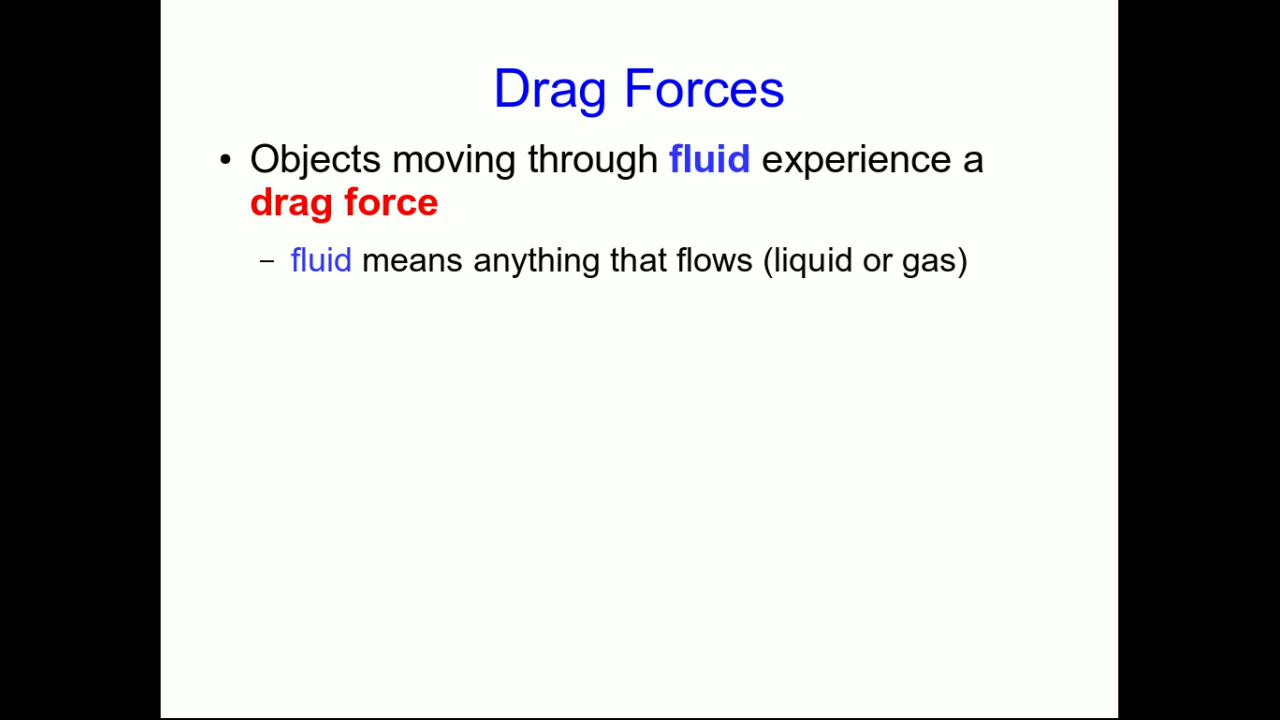 Drag Forces
• Objects moving through fluid experience a
drag force
– fluid means anything that flows (liquid or gas)